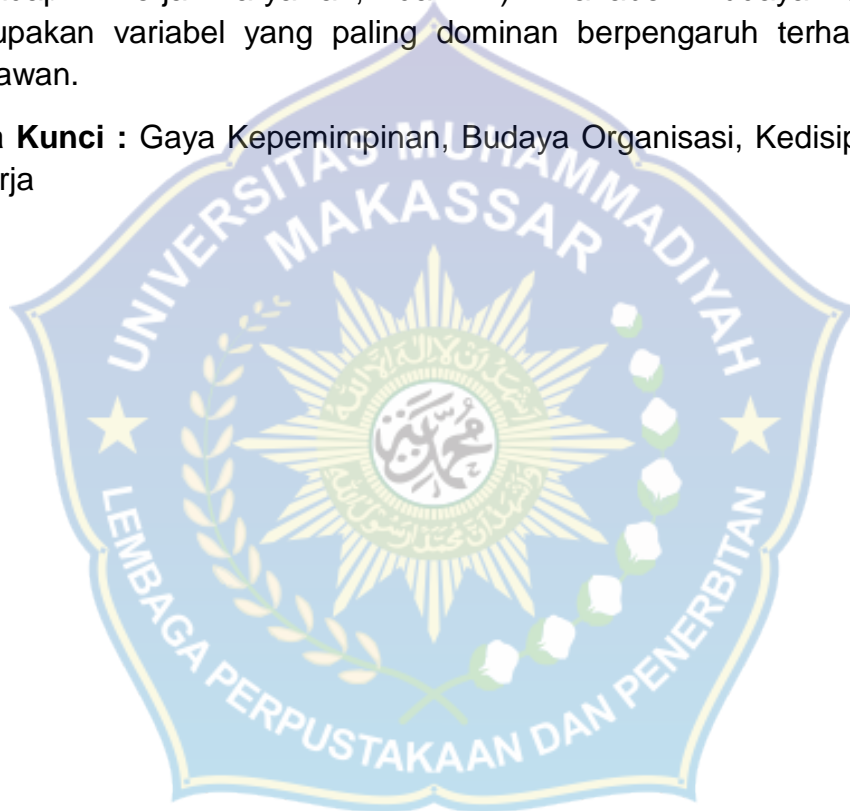 upakan variabel yang paling dominan berpengaruh terha
awan.
Kunci : Gaya Kepemimpinan, Budaya Organisasi, Kedisip
rja
UNIVERSITAS MUHAMMADIYAH
MAKASSAR
LEMBAGA PERPUSTAKAAN DAN PENERBITAN